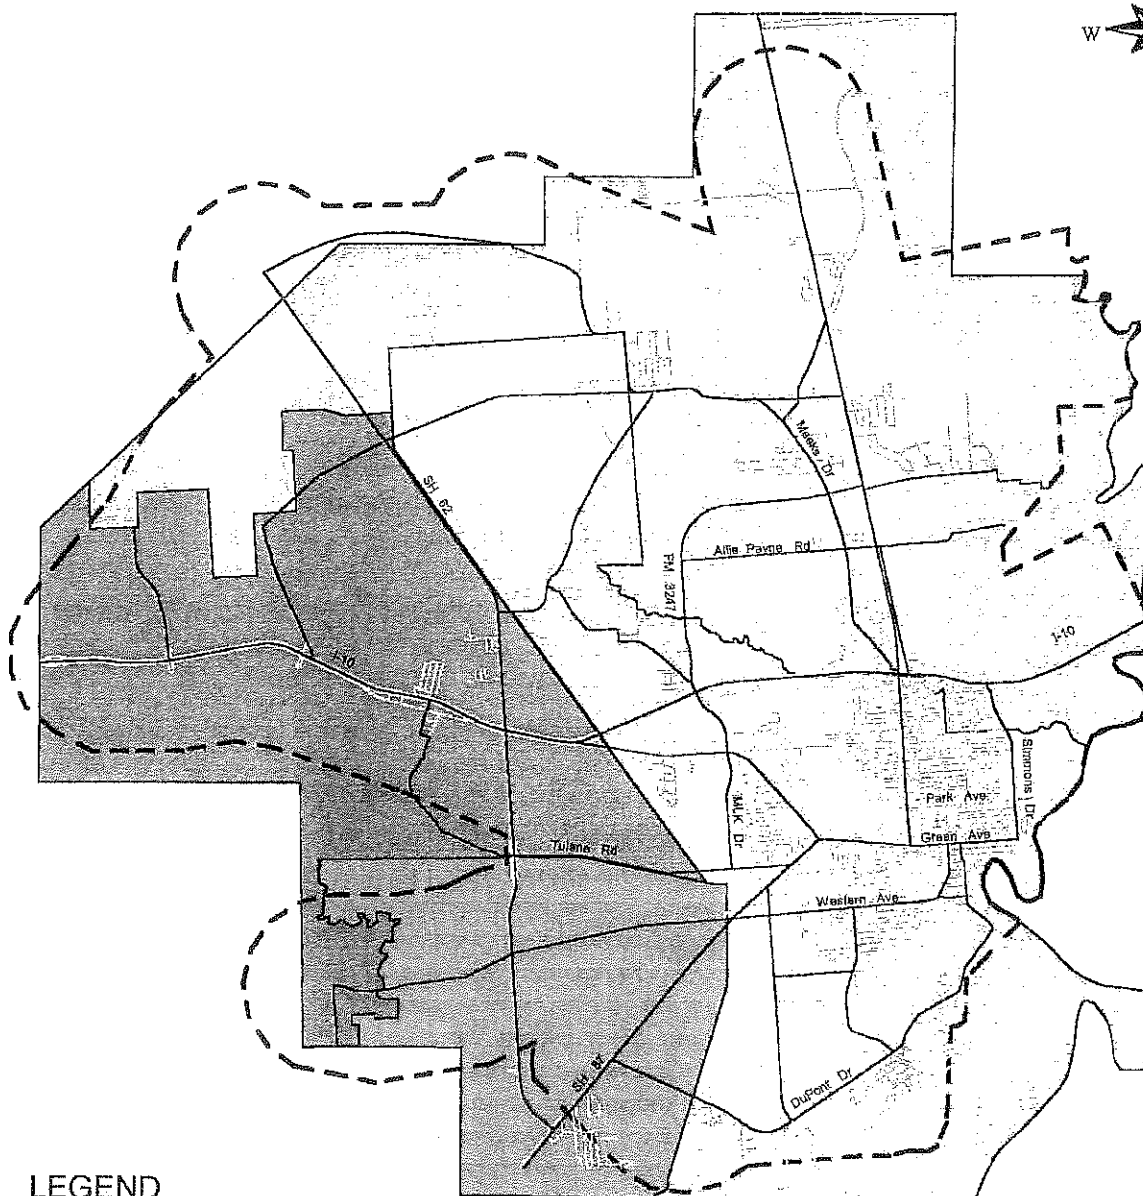 W
Meeks Dr
SH 62
Allie Payne Rd
FM 3247
I-10
I-10
Simmons Dr
Park Ave
MLK Dr
Green Ave
Tulane Rd
Western Ave
SH 87
DuPont Dr
LEGEND